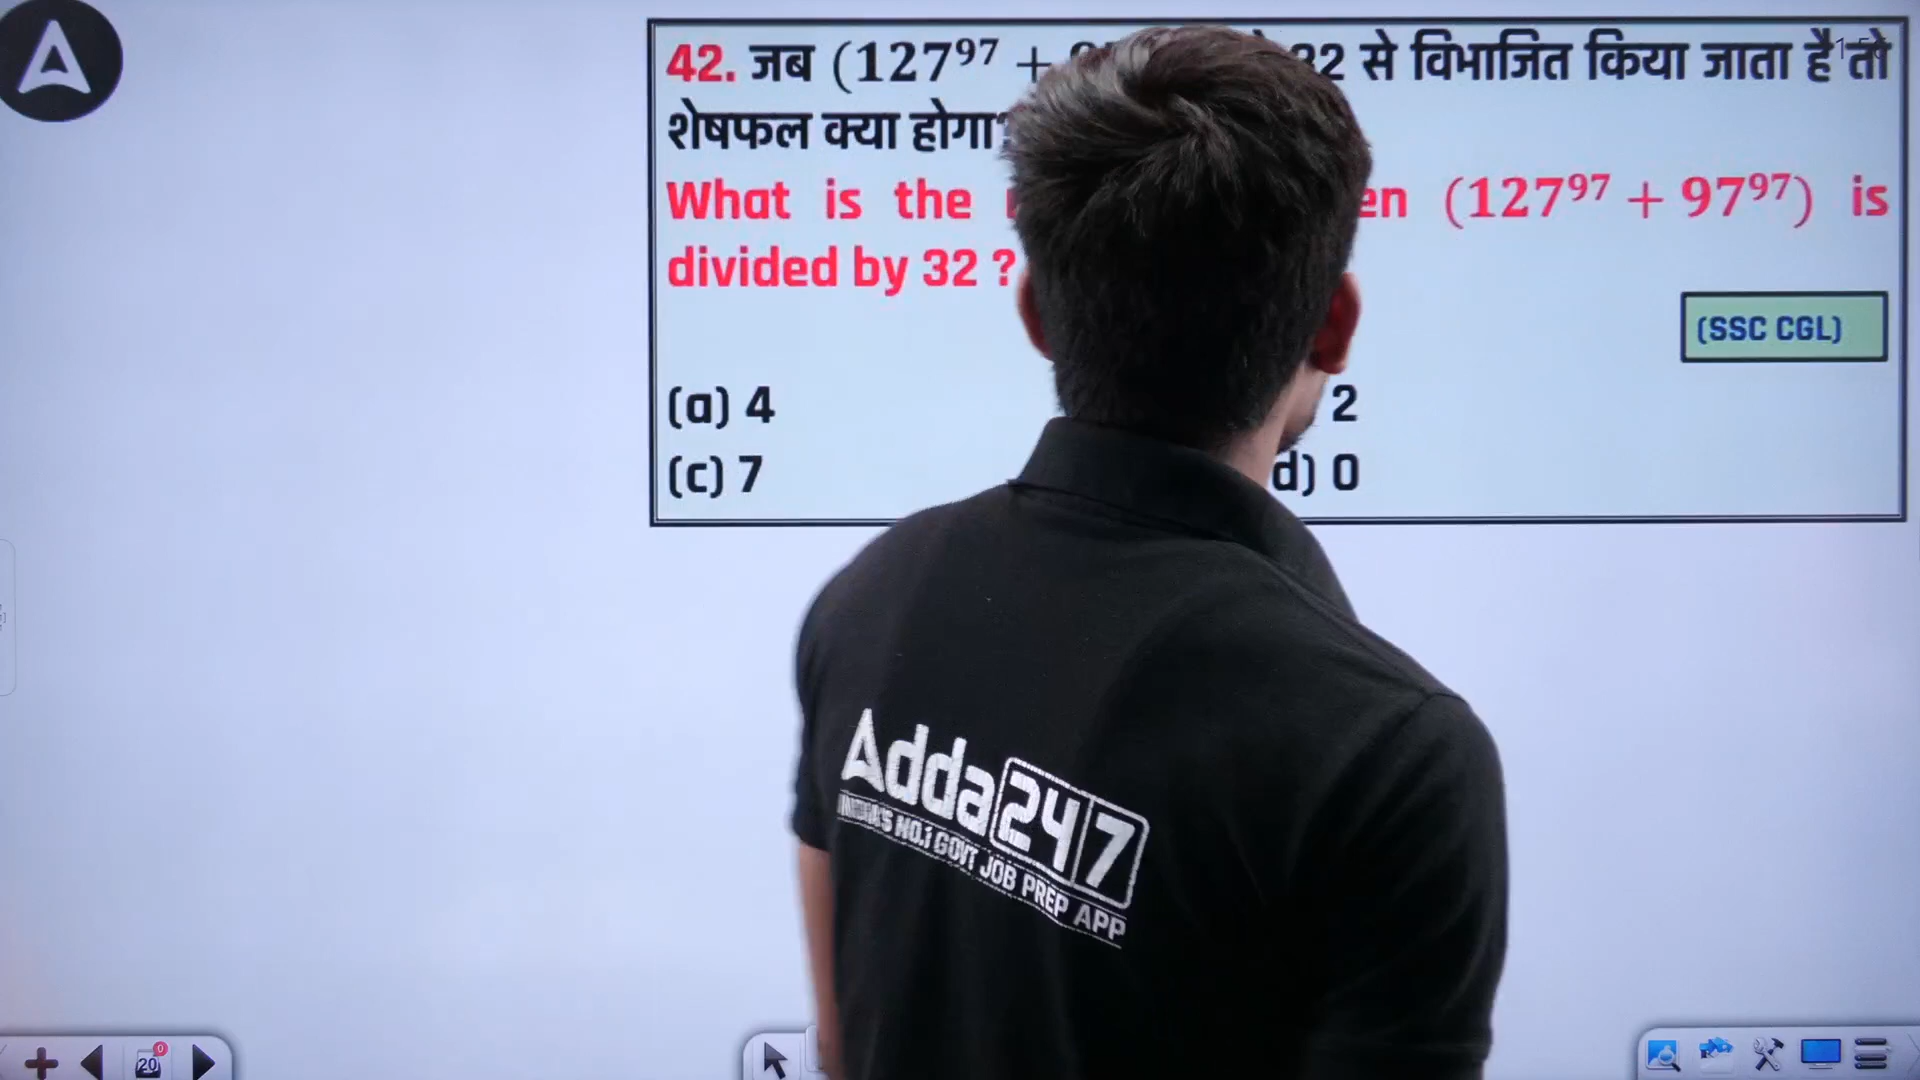 42. जब (127⁹⁷ + 32 से विभाजित किया जाता है तो
शेषफल क्या होगा?
What is the en (127⁹⁷ + 97⁹⁷) is
divided by 32 ?
(SSC CGL)
(a) 4 2
(c) 7 d) 0
Adda247
INDIA'S NO.1 GOVT JOB PREP APP
20
0